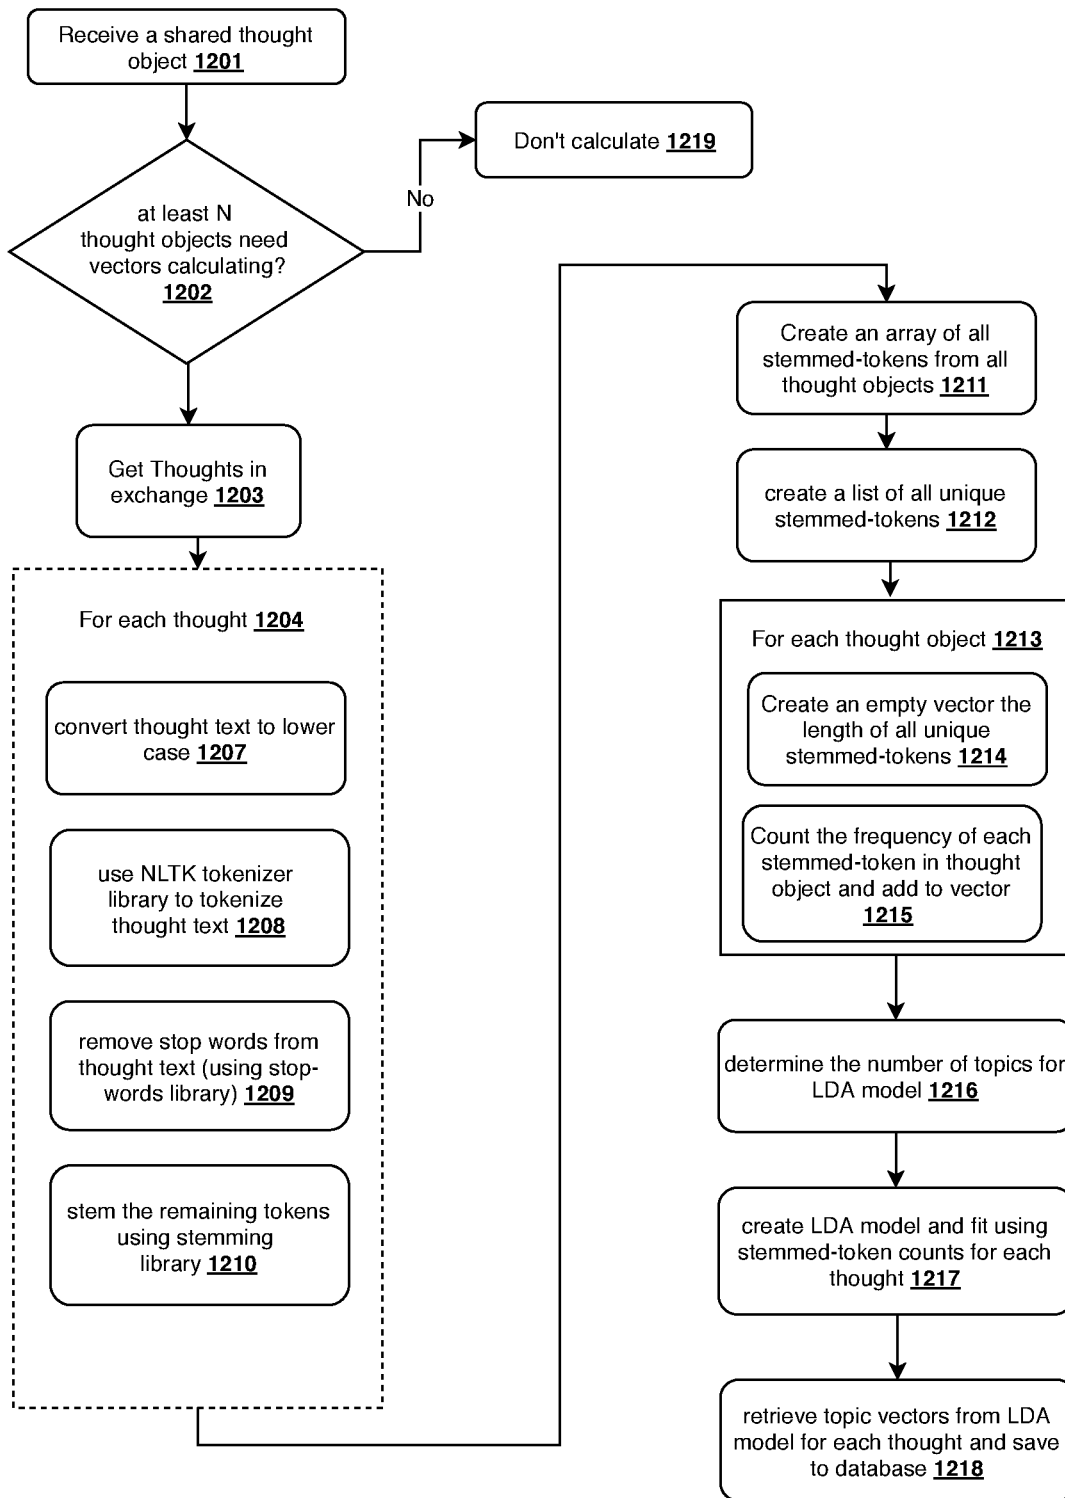 Receive a shared thought
object 1201
Don't calculate 1219
No
at least N
thought objects need
vectors calculating?
1202
Get Thoughts in
exchange 1203
For each thought 1204
convert thought text to lower
case 1207
use NLTK tokenizer
library to tokenize
thought text 1208
remove stop words from
thought text (using stop-
words library) 1209
stem the remaining tokens
using stemming
library 1210
Create an array of all
stemmed-tokens from all
thought objects 1211
create a list of all unique
stemmed-tokens 1212
For each thought object 1213
Create an empty vector the
length of all unique
stemmed-tokens 1214
Count the frequency of each
stemmed-token in thought
object and add to vector
1215
determine the number of topics for
LDA model 1216
create LDA model and fit using
stemmed-token counts for each
thought 1217
retrieve topic vectors from LDA
model for each thought and save
to database 1218